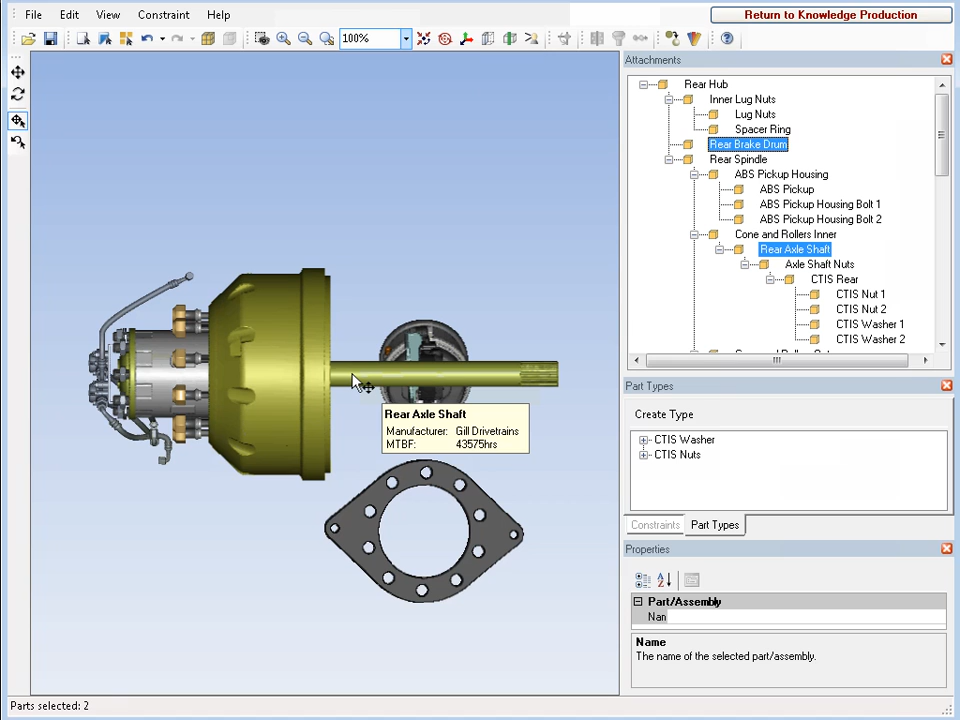 File Edit View Constraint Help
Return to Knowledge Production
100%
Attachments
Rear Hub
Inner Lug Nuts
Lug Nuts
Spacer Ring
Rear Brake Drum
Rear Spindle
ABS Pickup Housing
ABS Pickup
ABS Pickup Housing Bolt 1
ABS Pickup Housing Bolt 2
Cone and Rollers Inner
Rear Axle Shaft
Axle Shaft Nuts
CTIS Rear
CTIS Nut 1
CTIS Nut 2
CTIS Washer 1
CTIS Washer 2
Rear Axle Shaft
Manufacturer: Gill Drivetrains
MTBF: 43575hrs
Part Types
Create Type
CTIS Washer
CTIS Nuts
Constraints Part Types
Properties
Part/Assembly
Nan
Name
The name of the selected part/assembly.
Parts selected: 2